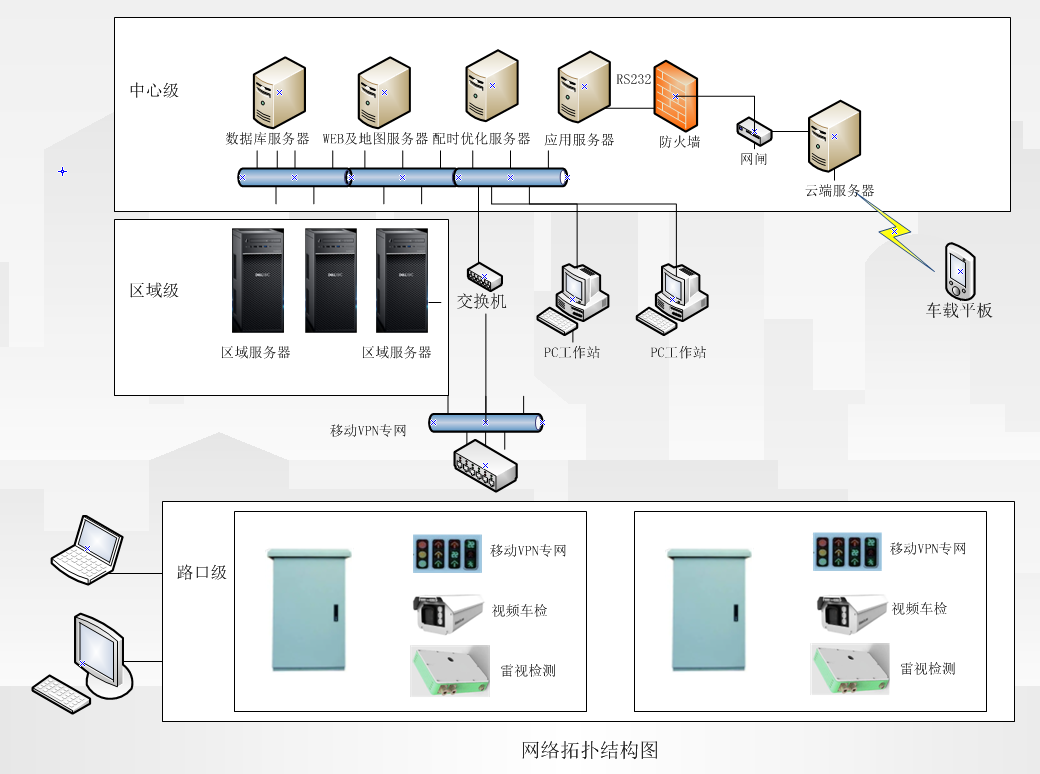 中心级
RS232
数据库服务器
WEB及地图服务器
配时优化服务器
应用服务器
防火墙
网闸
云端服务器
区域级
交换机
车载平板
区域服务器
区域服务器
PC工作站
PC工作站
移动VPN专网
路口级
移动VPN专网
视频车检
雷视检测
移动VPN专网
视频车检
雷视检测
网络拓扑结构图